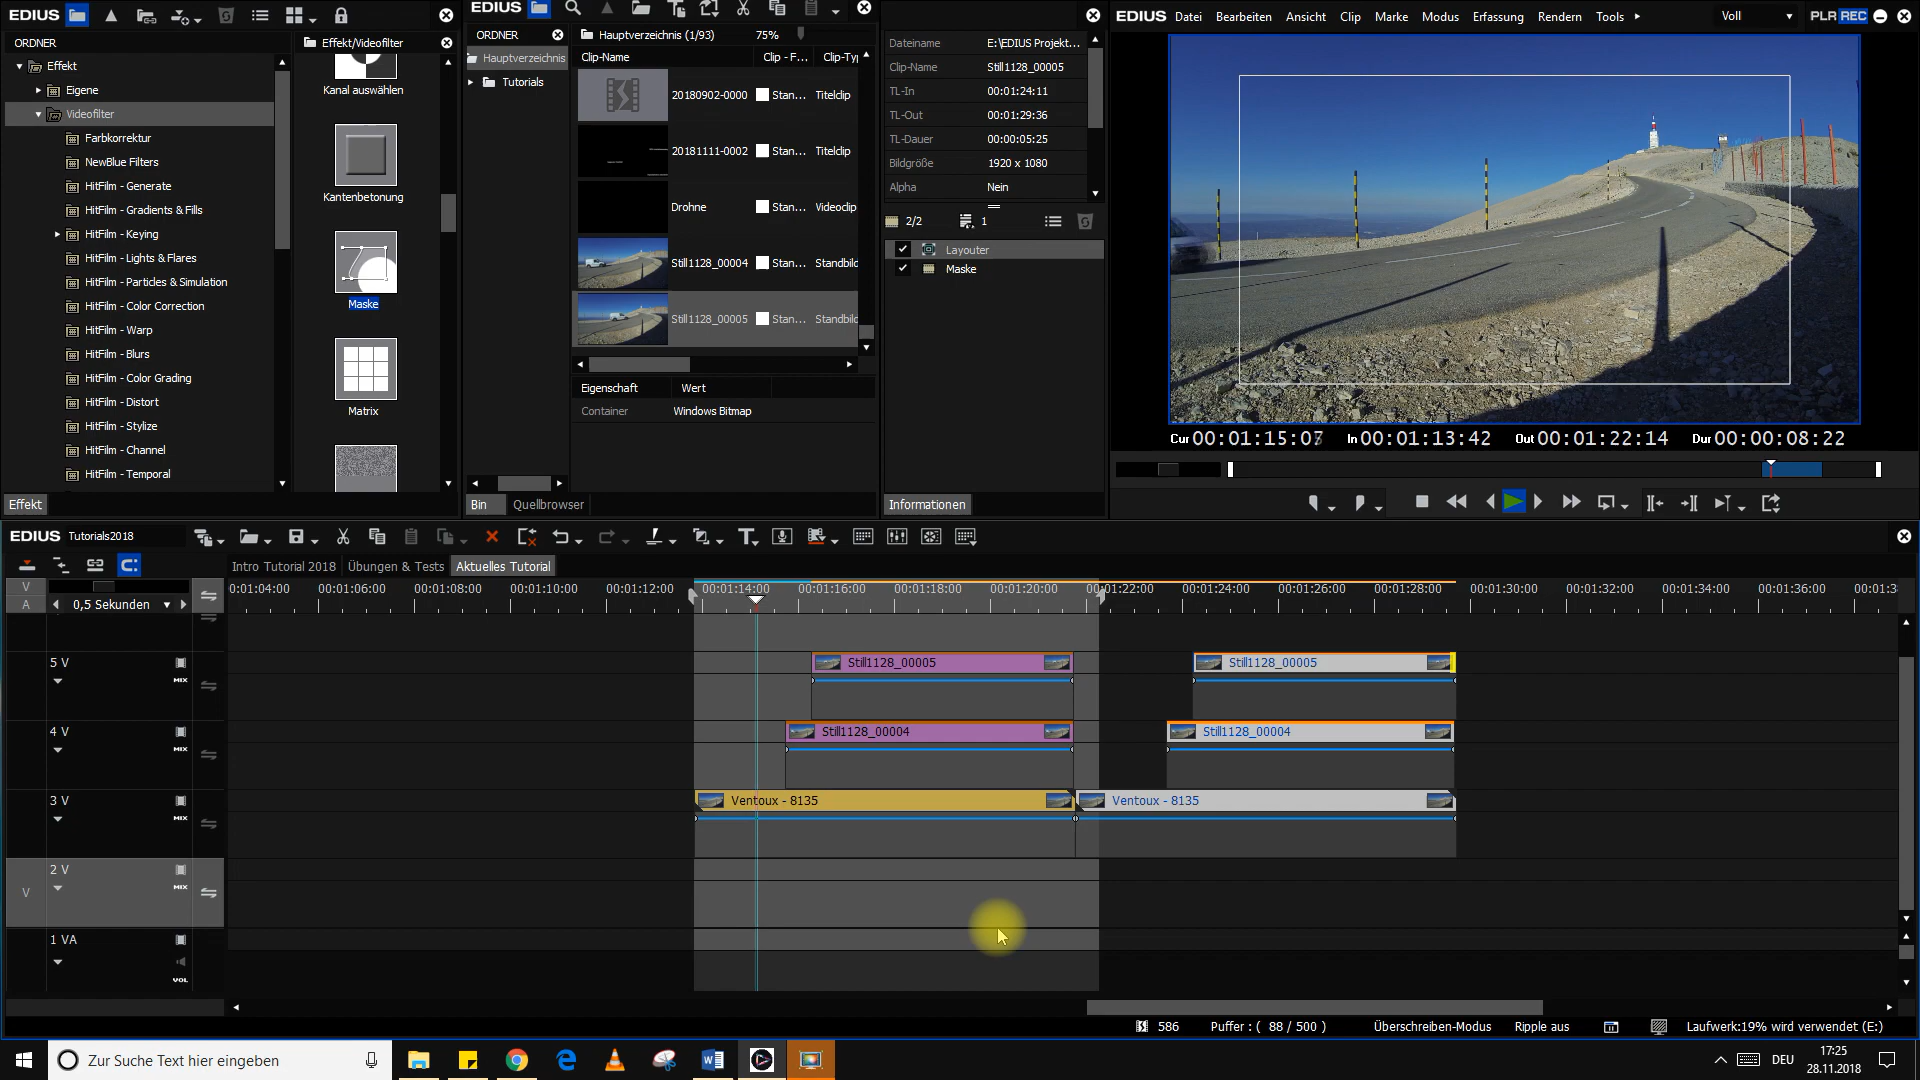 EDIUS
ORDNER
Effekt
Eigene
Videofilter
Farbkorrektur
NewBlue Filters
HitFilm - Generate
HitFilm - Gradients & Fills
HitFilm - Keying
HitFilm - Lights & Flares
HitFilm - Particles & Simulation
HitFilm - Color Correction
HitFilm - Warp
HitFilm - Blurs
HitFilm - Color Grading
HitFilm - Distort
HitFilm - Stylize
HitFilm - Channel
HitFilm - Temporal
Effekt
Effekt/Videofilter
Kanal auswählen
Kantenbetonung
Maske
Matrix
EDIUS
ORDNER
Hauptverzeichnis
Tutorials
Hauptverzeichnis (1/93) 75%
Clip-Name Clip - F... Clip-Typ
20180902-0000 Stan... Titelclip
20181111-0002 Stan... Titelclip
Drohne Stan... Videoclip
Still1128_00004 Stan... Standbild
Still1128_00005 Stan... Standbild
Eigenschaft Wert
Container Windows Bitmap
Bin Quellbrowser
Dateiname E:\EDIUS Projekt...
Clip-Name Still1128_00005
TL-In 00:01:24:11
TL-Out 00:01:29:36
TL-Dauer 00:00:05:25
Bildgröße 1920 x 1080
Alpha Nein
2/2 1
Layouter
Maske
Informationen
EDIUS Datei Bearbeiten Ansicht Clip Marke Modus Erfassung Rendern Tools Voll PLR REC
Cur 00:01:15:07 In 00:01:13:42 Out 00:01:22:14 Dur 00:00:08:22
EDIUS Tutorials2018
Intro Tutorial 2018 Übungen & Tests Aktuelles Tutorial
V
A 0,5 Sekunden
0:01:04:00 00:01:06:00 00:01:08:00 00:01:10:00 00:01:12:00 00:01:14:00 00:01:16:00 00:01:18:00 00:01:20:00 00:01:22:00 00:01:24:00 00:01:26:00 00:01:28:00 00:01:30:00 00:01:32:00 00:01:34:00 00:01:36:00 00:01:3
5 V Still1128_00005 Still1128_00005
MIX
4 V Still1128_00004 Still1128_00004
MIX
3 V Ventoux - 8135 Ventoux - 8135
MIX
2 V
V MIX
1 VA
VOL
586 Puffer : ( 88 / 500 ) Überschreiben-Modus Ripple aus Laufwerk:19% wird verwendet (E:)
Zur Suche Text hier eingeben
DEU
17:25
28.11.2018